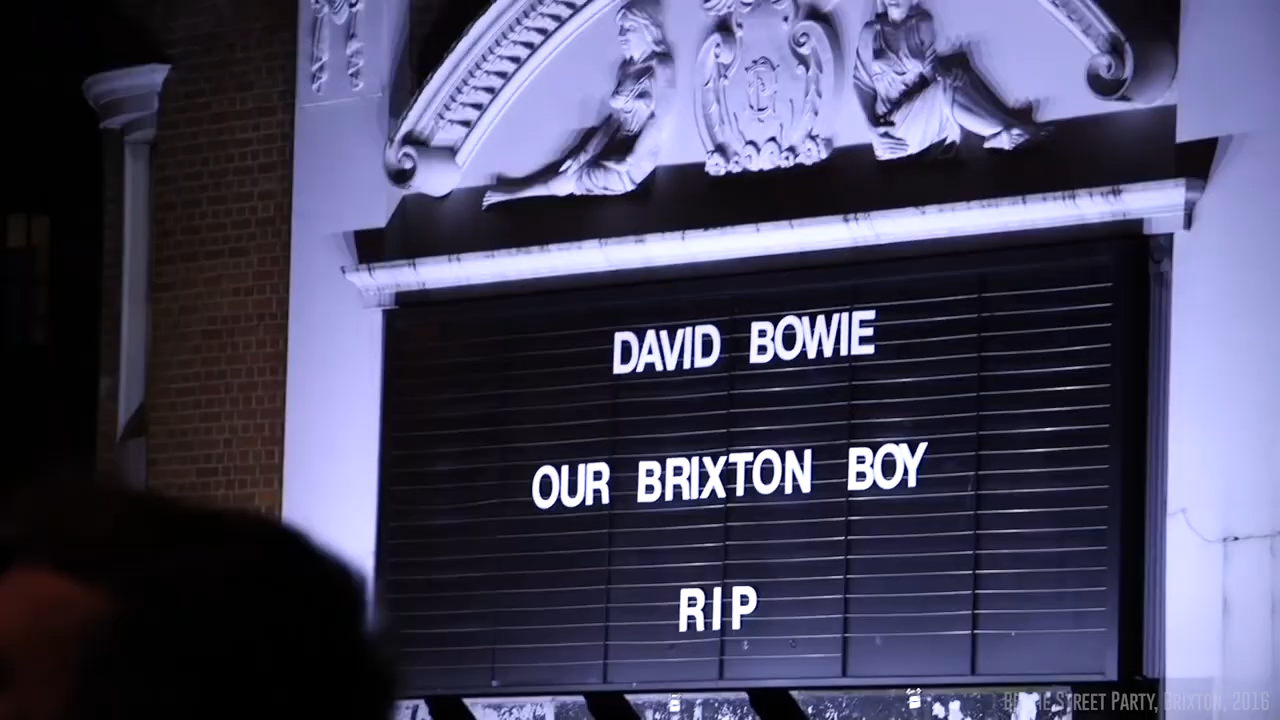 DAVID BOWIE
OUR BRIXTON BOY
RIP
STREET PARTY, BRIXTON, 2016